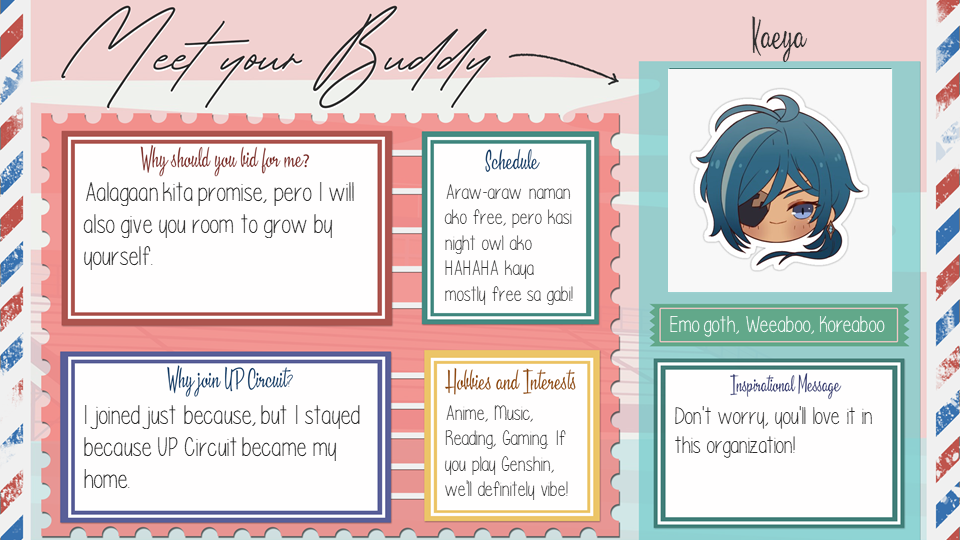 Meet your Buddy
Kaeya
Why should you bid for me?
Aalagaan kita promise, pero I will
also give you room to grow by
yourself.
Schedule
Araw-araw naman
ako free, pero kasi
night owl ako
HAHAHA kaya
mostly free sa gabi!
Emo goth, Weeaboo, Koreaboo
Why join UP Circuit?
I joined just because, but I stayed
because UP Circuit became my
home.
Hobbies and Interests
Anime, Music,
Reading, Gaming. If
you play Genshin,
we'll definitely vibe!
Inspirational Message
Don't worry, you'll love it in
this organization!